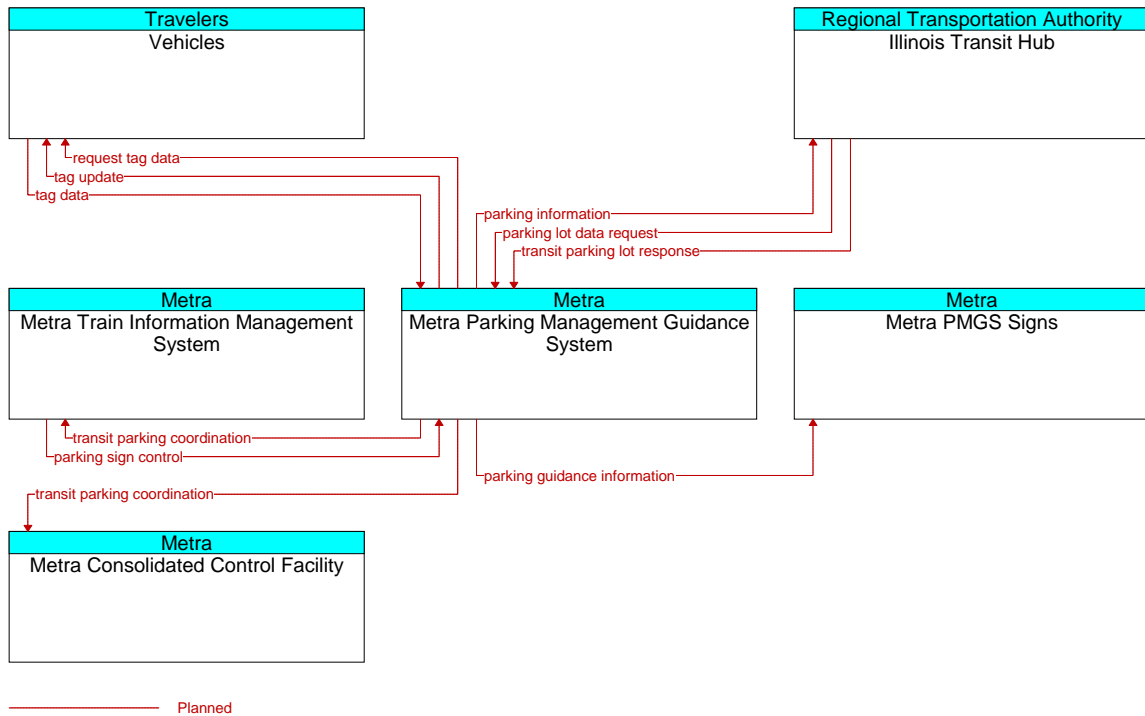 Travelers
Vehicles
Regional Transportation Authority
Illinois Transit Hub
request tag data
tag update
tag data
parking information
parking lot data request
transit parking lot response
Metra
Metra Train Information Management
System
Metra
Metra Parking Management Guidance
System
Metra
Metra PMGS Signs
transit parking coordination
parking sign control
parking guidance information
transit parking coordination
Metra
Metra Consolidated Control Facility
Planned